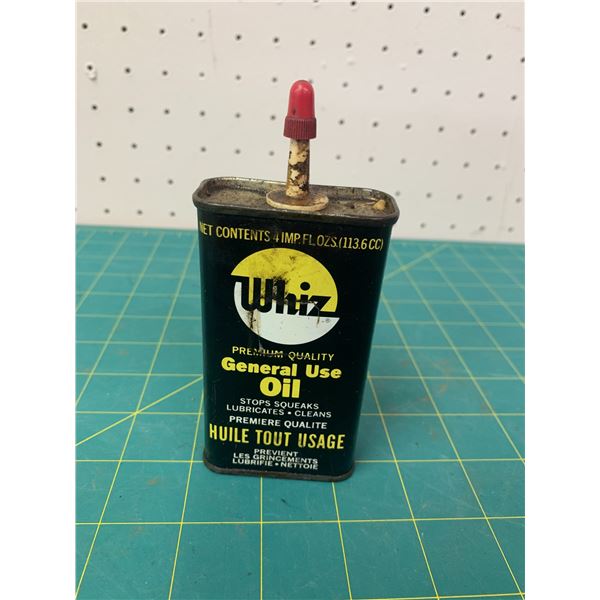 NET CONTENTS 4 IMP. FL. OZS. (113.6 CC)
Whiz
®
PREMIUM QUALITY
General Use
Oil
STOPS SQUEAKS
LUBRICATES • CLEANS
PREMIERE QUALITE
HUILE TOUT USAGE
PREVIENT
LES GRINCEMENTS
LUBRIFIE • NETTOIE